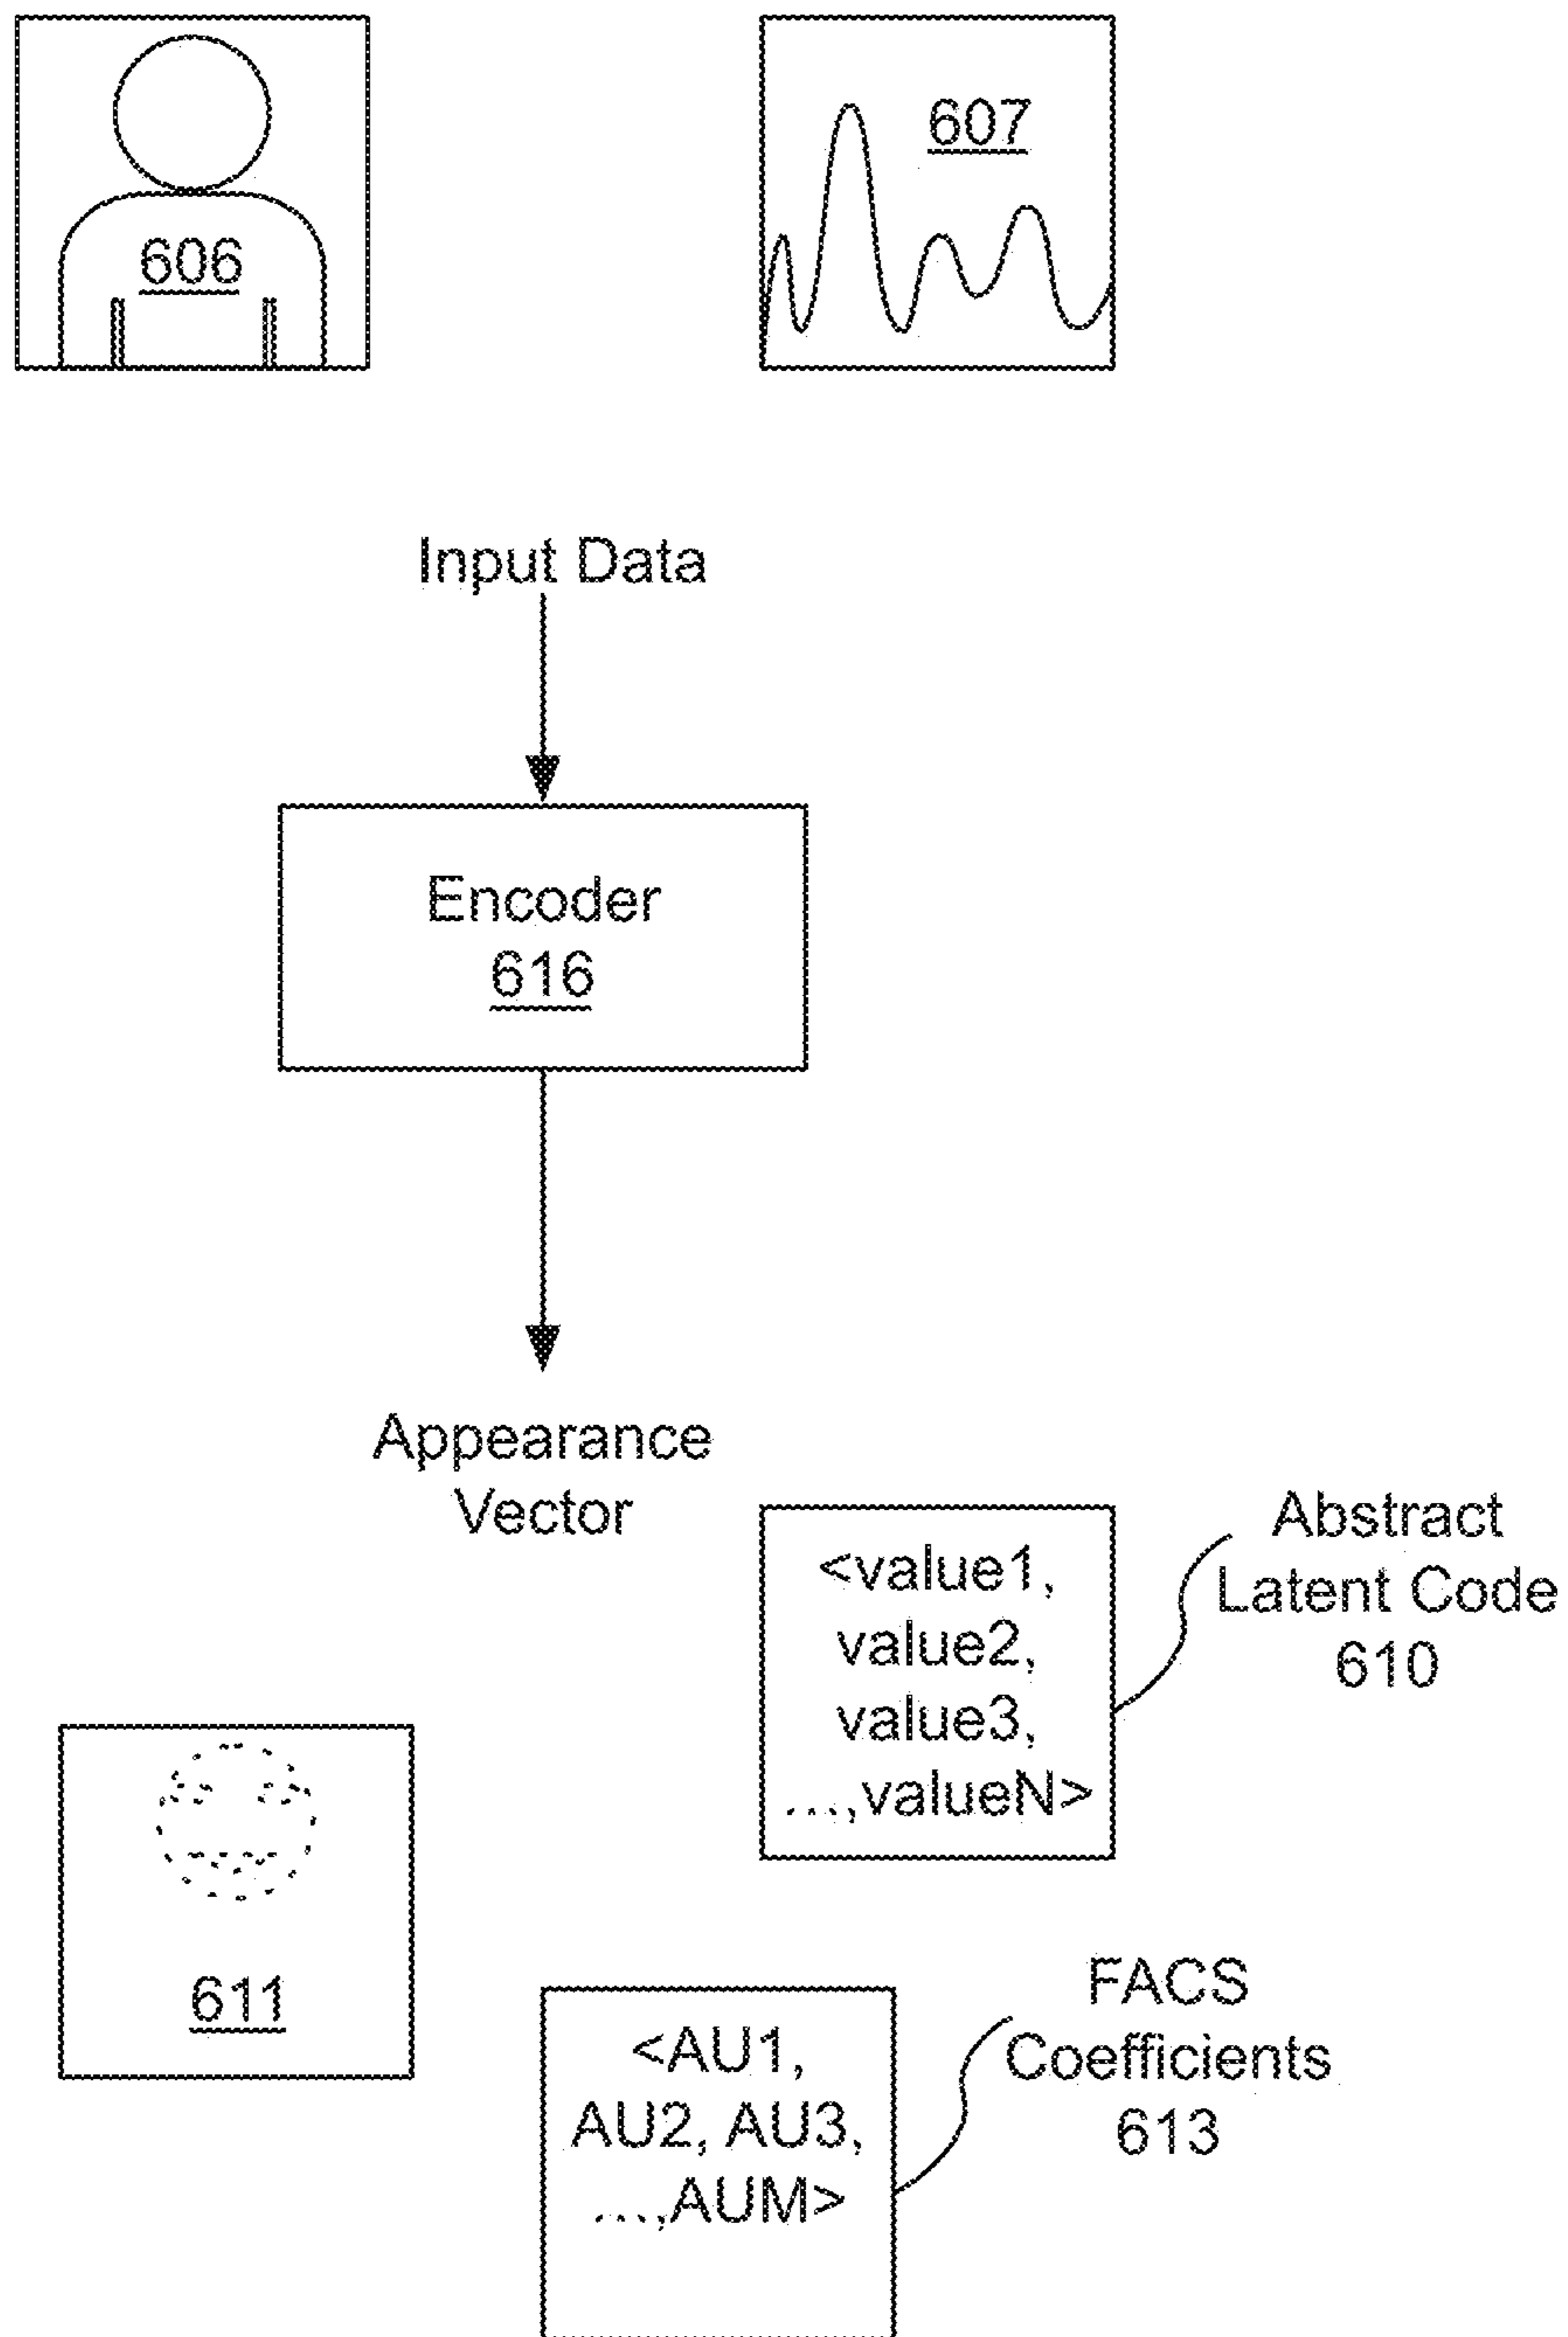 606
607
Input Data
Encoder
616
Appearance
Vector
<value1,
value2,
value3,
...,valueN>
Abstract
Latent Code
610
611
<AU1,
AU2, AU3,
...,AUM>
FACS
Coefficients
613